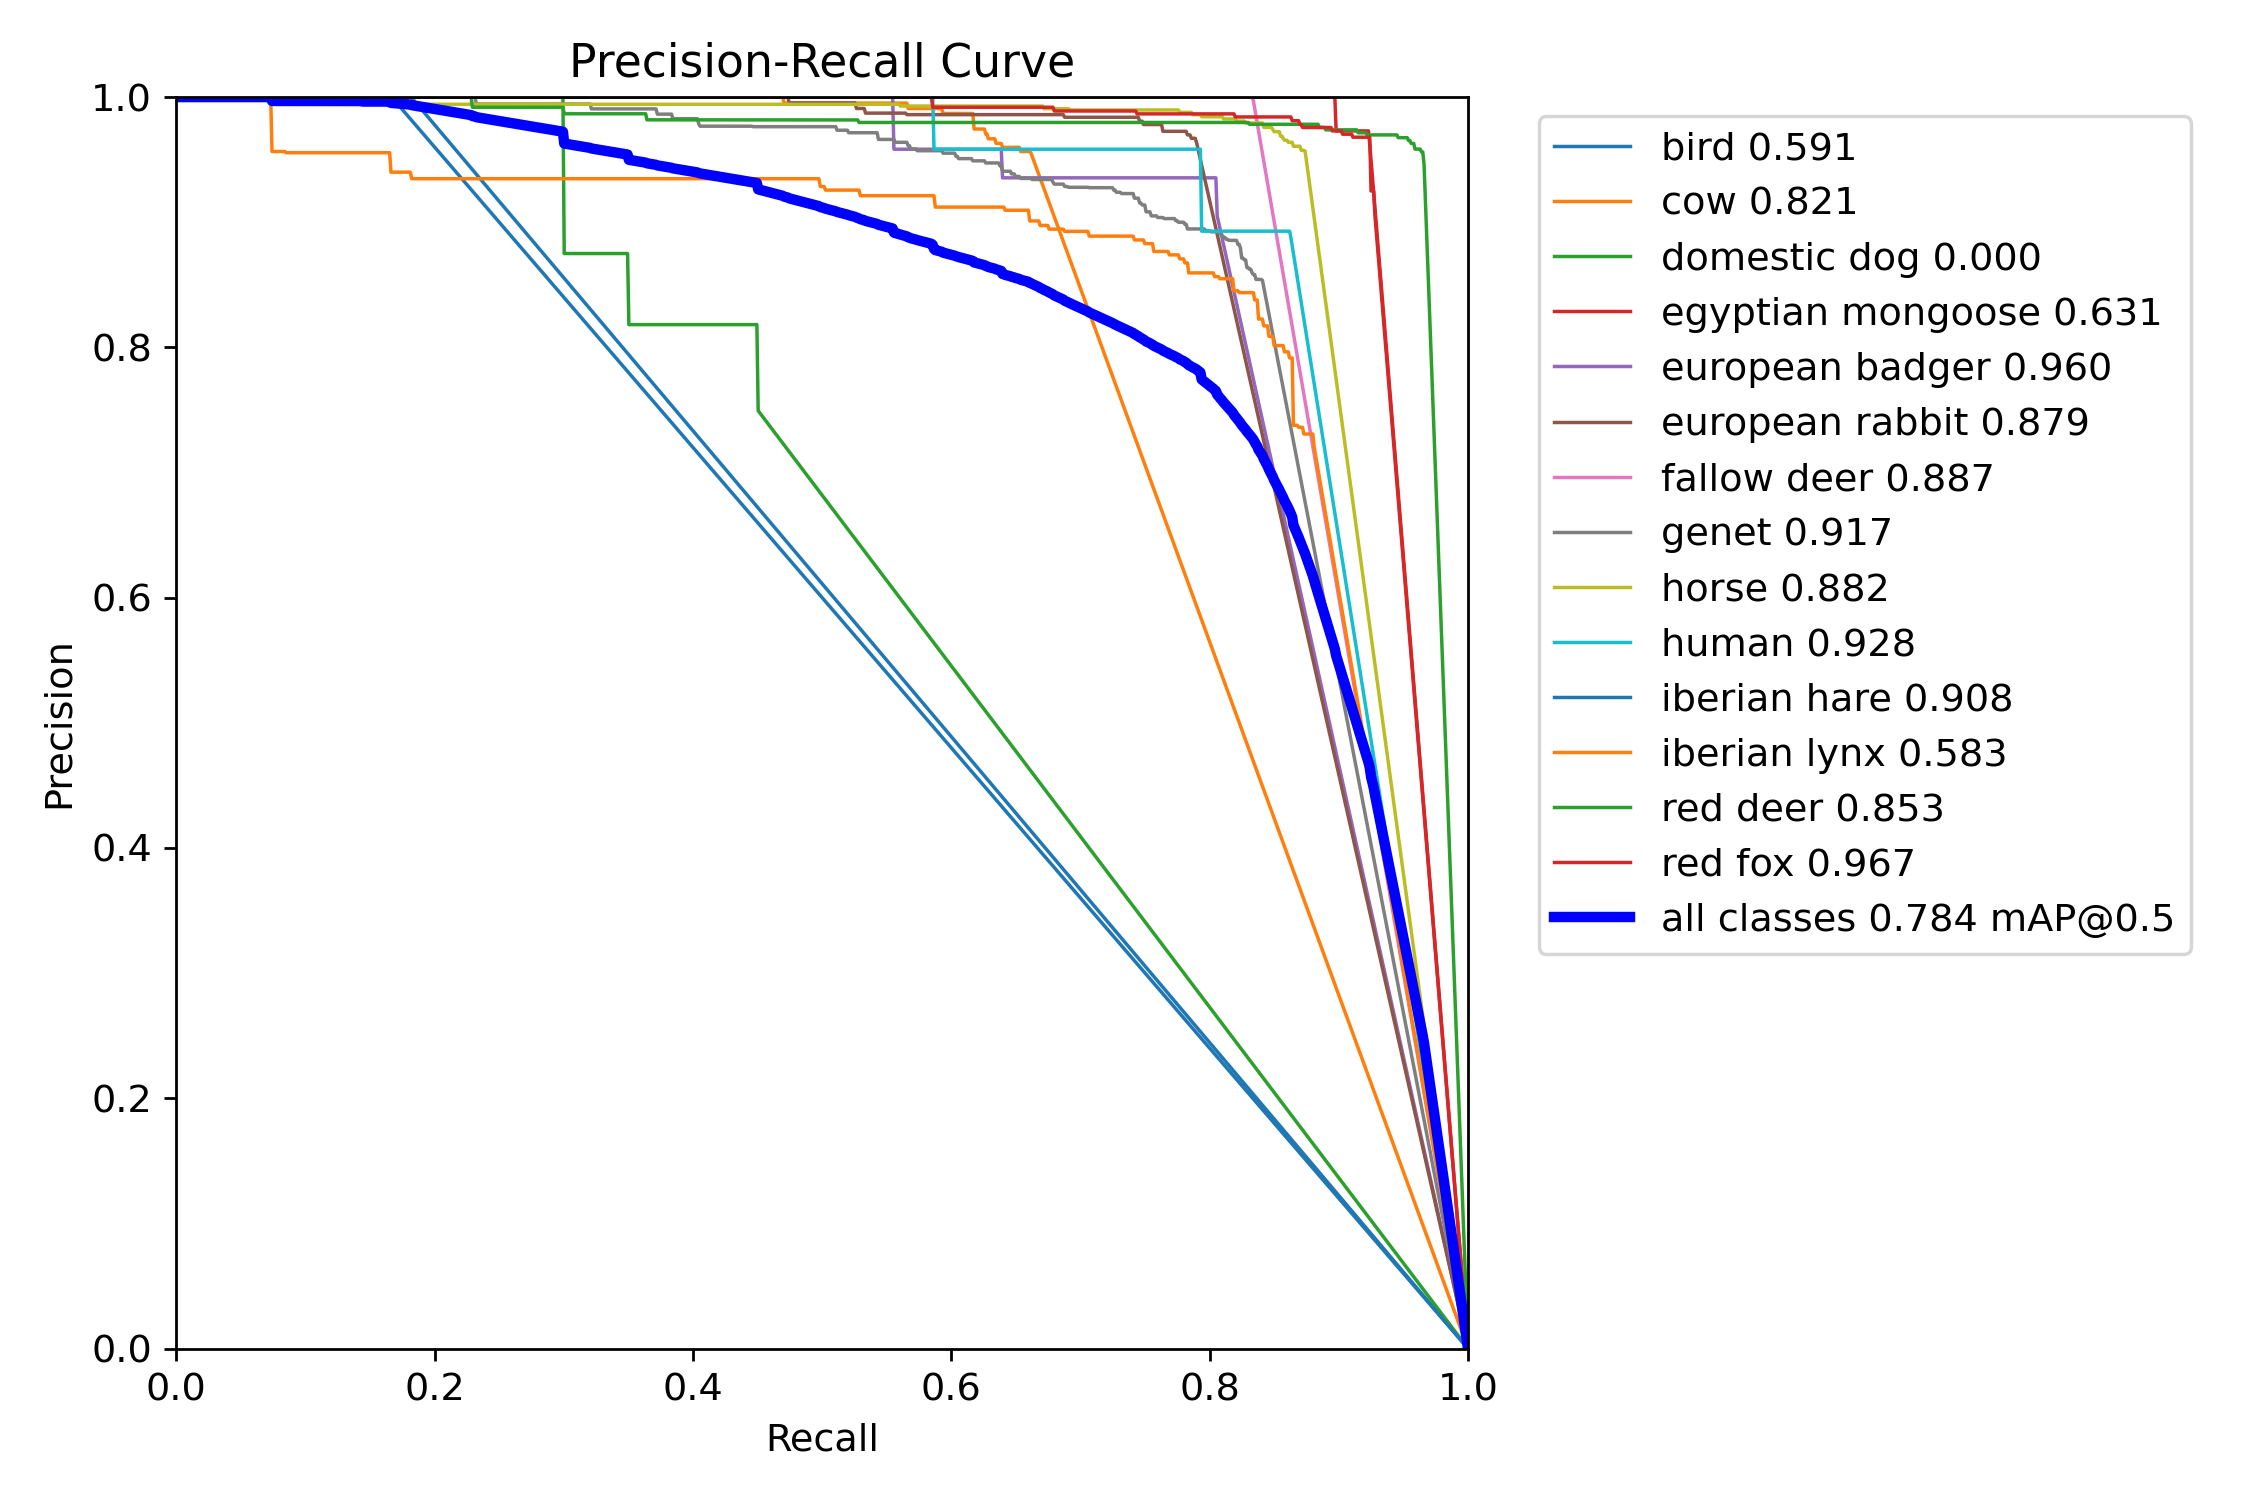 Precision-Recall Curve
1.0
0.8
0.6
0.4
0.2
0.0
Precision
0.0 0.2 0.4 0.6 0.8 1.0
Recall
bird 0.591
cow 0.821
domestic dog 0.000
egyptian mongoose 0.631
european badger 0.960
european rabbit 0.879
fallow deer 0.887
genet 0.917
horse 0.882
human 0.928
iberian hare 0.908
iberian lynx 0.583
red deer 0.853
red fox 0.967
all classes 0.784 mAP@0.5